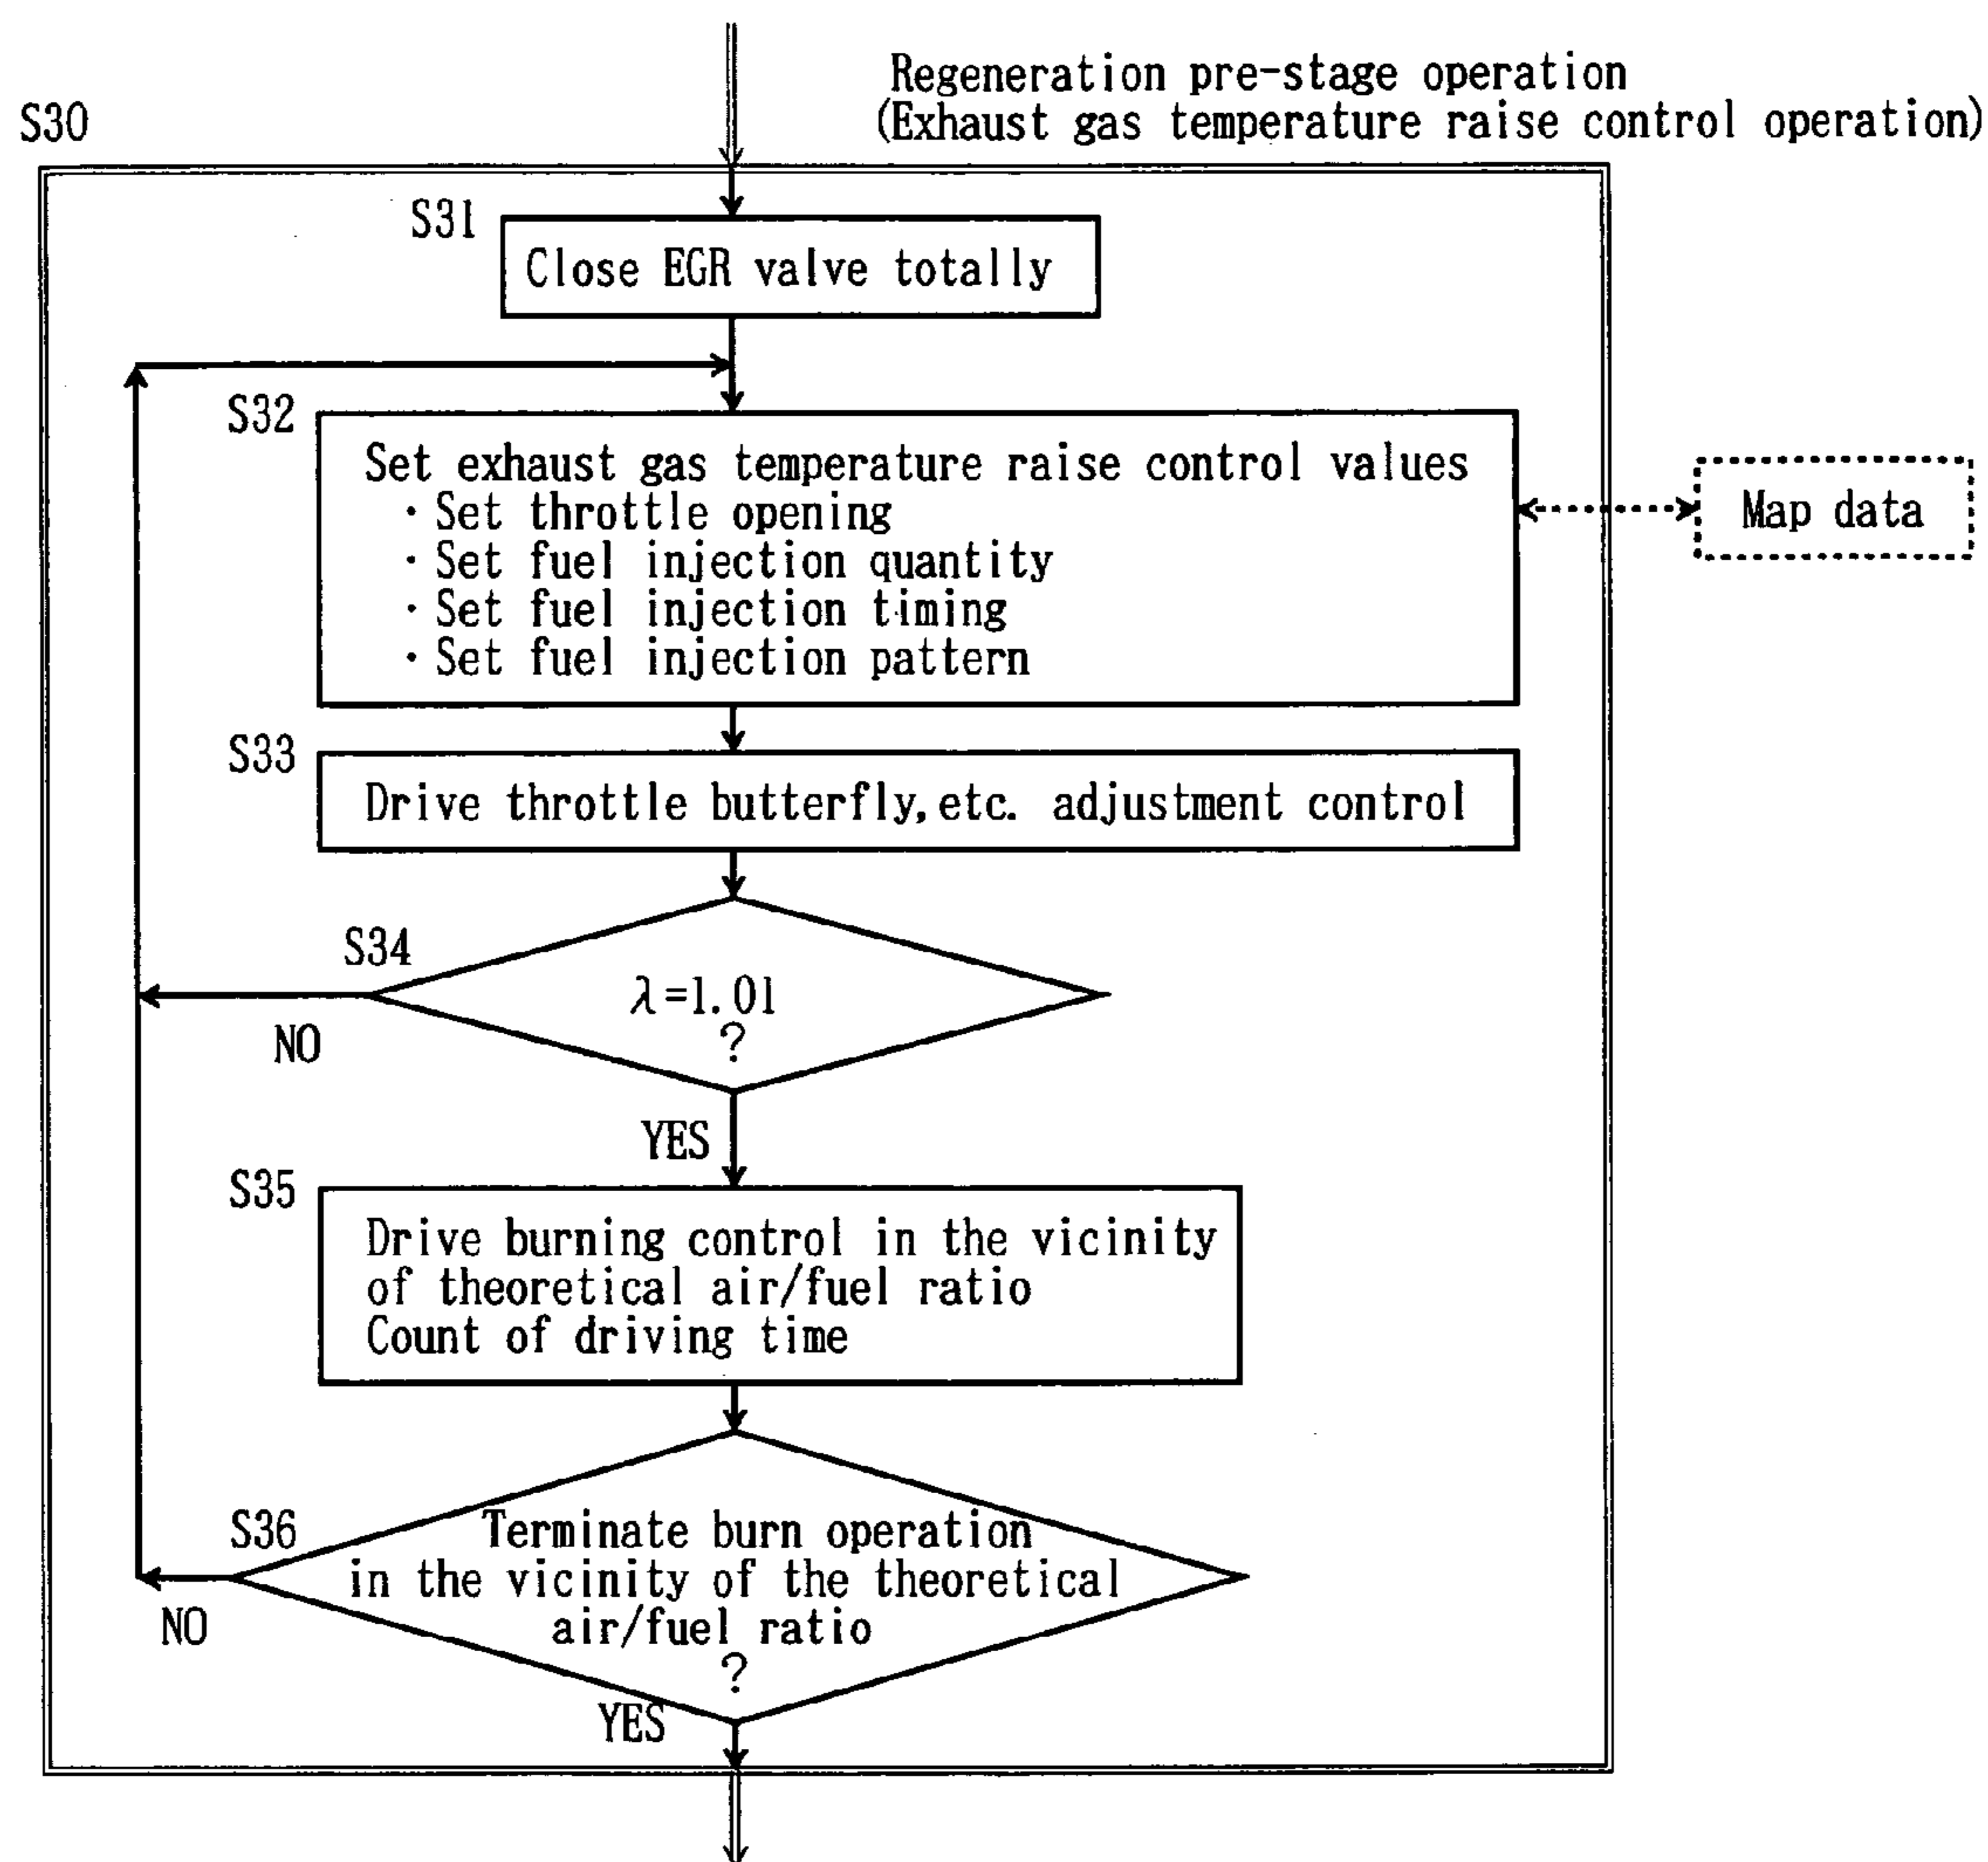 Regeneration pre-stage operation
(Exhaust gas temperature raise control operation)
S30
S31
Close EGR valve totally
S32
Set exhaust gas temperature raise control values
・Set throttle opening
・Set fuel injection quantity
・Set fuel injection timing
・Set fuel injection pattern
Map data
S33
Drive throttle butterfly, etc. adjustment control
S34
λ=1.01
?
NO
YES
S35
Drive burning control in the vicinity
of theoretical air/fuel ratio
Count of driving time
S36
Terminate burn operation
in the vicinity of the theoretical
air/fuel ratio
?
NO
YES